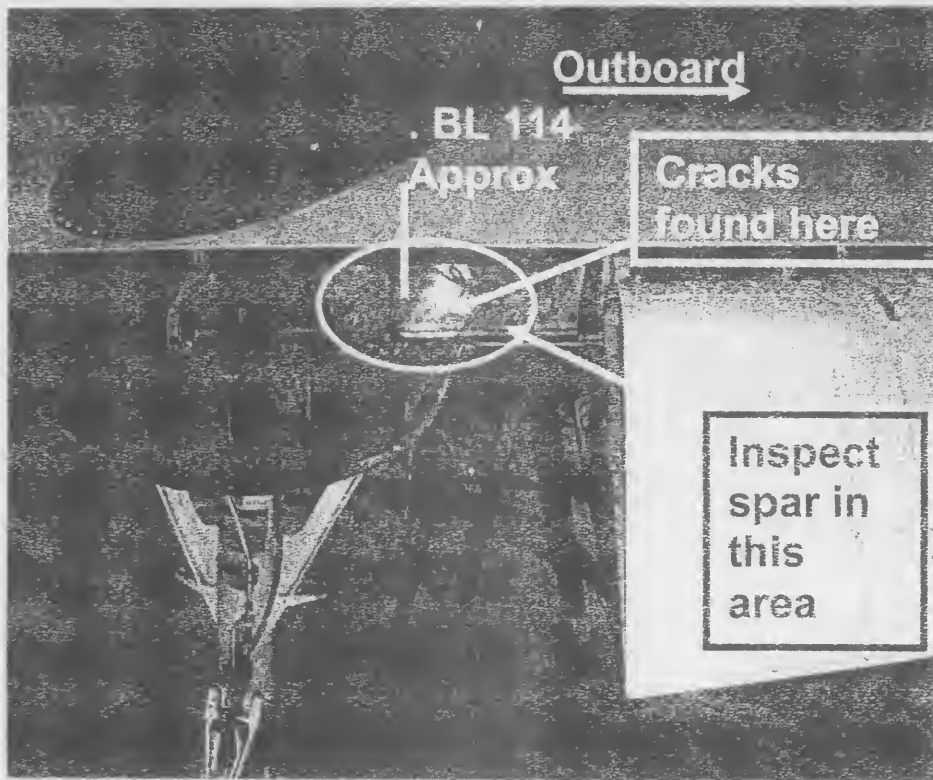 Outboard
BL 114
Approx
Cracks
found here
Inspect
spar in
this
area